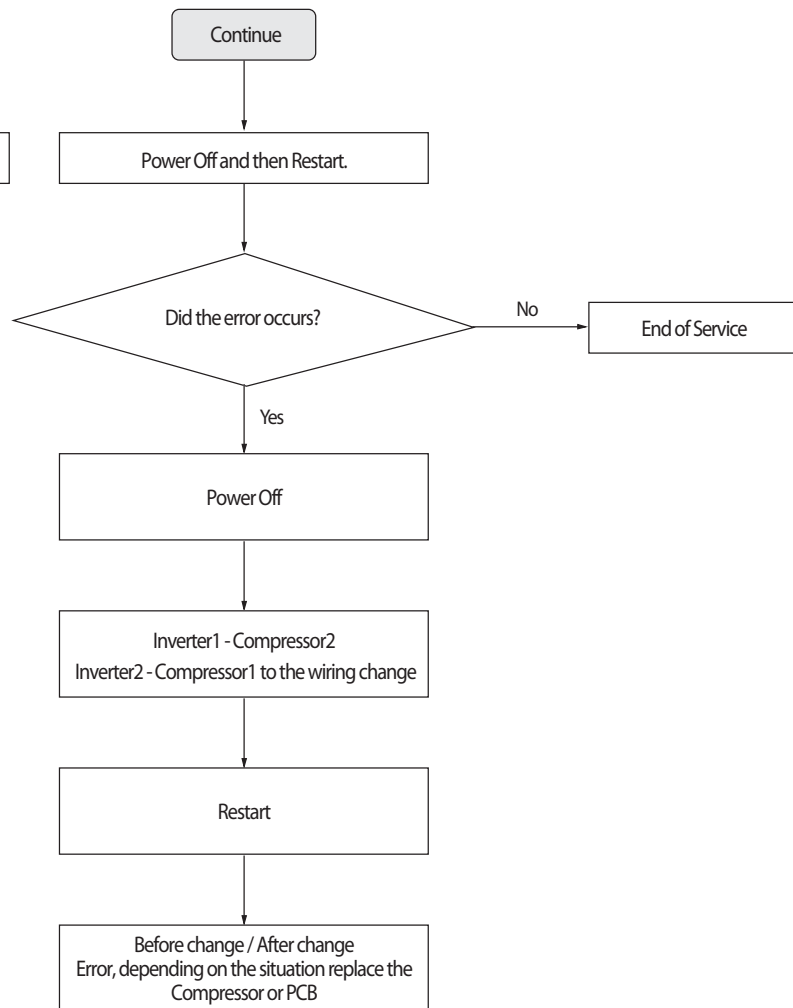 Continue
Power Off and then Restart.
Did the error occurs?
No
End of Service
Yes
Power Off
Inverter1 - Compressor2
Inverter2 - Compressor1 to the wiring change
Restart
Before change / After change
Error, depending on the situation replace the
Compressor or PCB